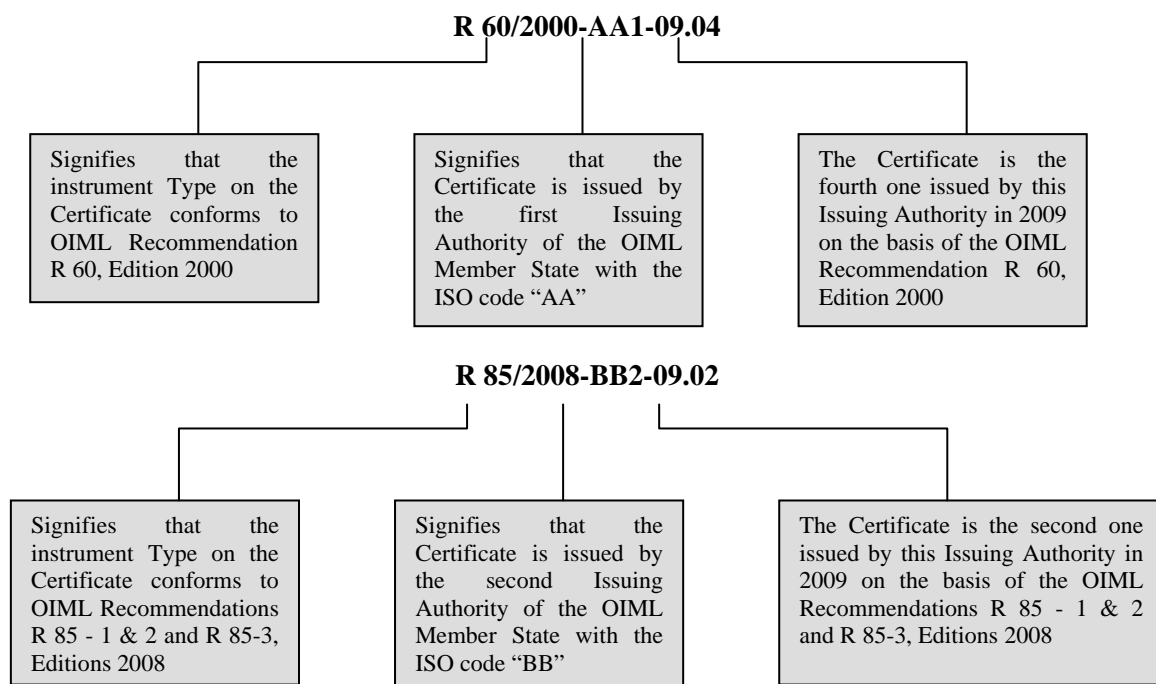 R 60/2000-AA1-09.04
Signifies that the
instrument Type on the
Certificate conforms to
OIML Recommendation
R 60, Edition 2000
Signifies that the
Certificate is issued by
the first Issuing
Authority of the OIML
Member State with the
ISO code “AA”
The Certificate is the
fourth one issued by this
Issuing Authority in 2009
on the basis of the OIML
Recommendation R 60,
Edition 2000
R 85/2008-BB2-09.02
Signifies that the
instrument Type on the
Certificate conforms to
OIML Recommendations
R 85 - 1 & 2 and R 85-3,
Editions 2008
Signifies that the
Certificate is issued by
the second Issuing
Authority of the OIML
Member State with the
ISO code “BB”
The Certificate is the second one
issued by this Issuing Authority in
2009 on the basis of the OIML
Recommendations R 85 - 1 & 2
and R 85-3, Editions 2008